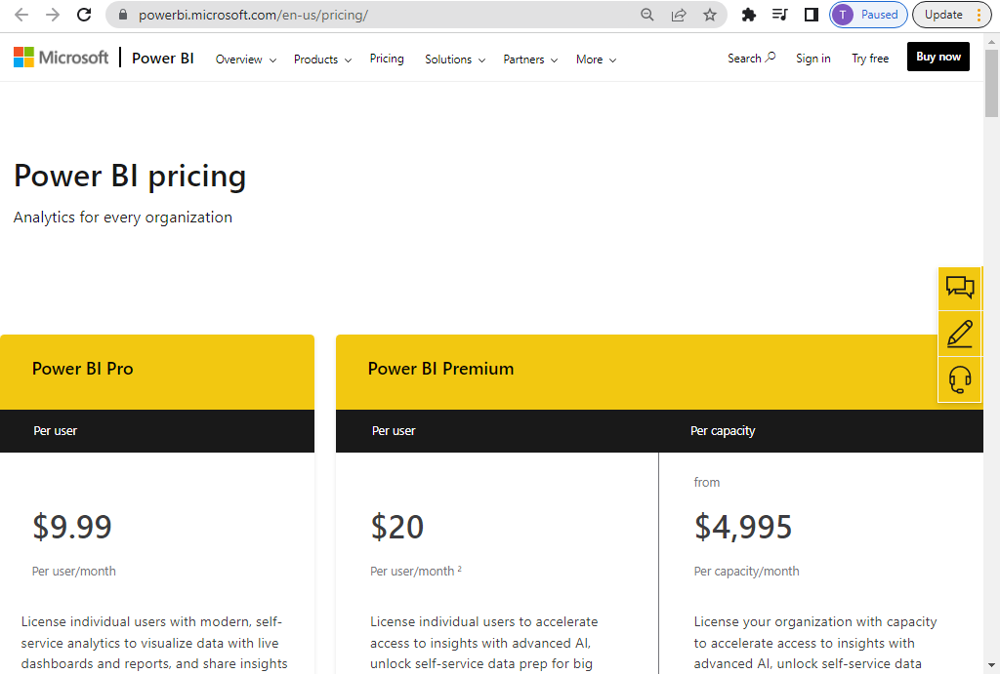 powerbi.microsoft.com/en-us/pricing/
T Paused
Update
Microsoft Power BI
Overview Products Pricing Solutions Partners More
Search Sign in Try free Buy now
Power BI pricing
Analytics for every organization
Power BI Pro
Per user
$9.99
Per user/month
License individual users with modern, self-
service analytics to visualize data with live
dashboards and reports, and share insights
Power BI Premium
Per user
$20
Per user/month ²
License individual users to accelerate
access to insights with advanced AI,
unlock self-service data prep for big
Per capacity
from
$4,995
Per capacity/month
License your organization with capacity
to accelerate access to insights with
advanced AI, unlock self-service data